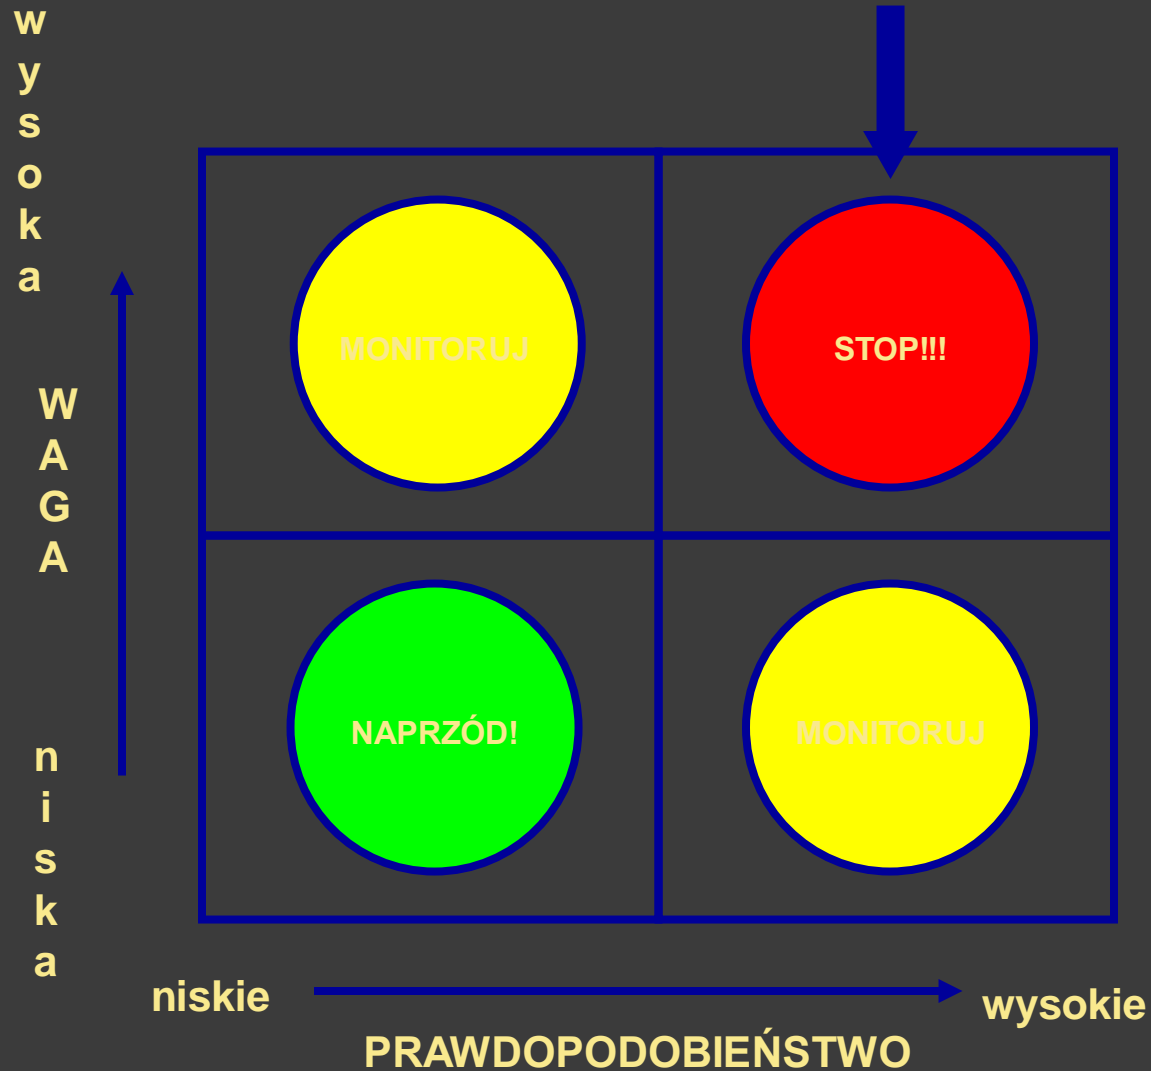 wysoka
MONITORUJ
STOP!!!
WAGA
NAPRZÓD!
MONITORUJ
niska
niskie
wysokie
PRAWDOPODOBIEŃSTWO